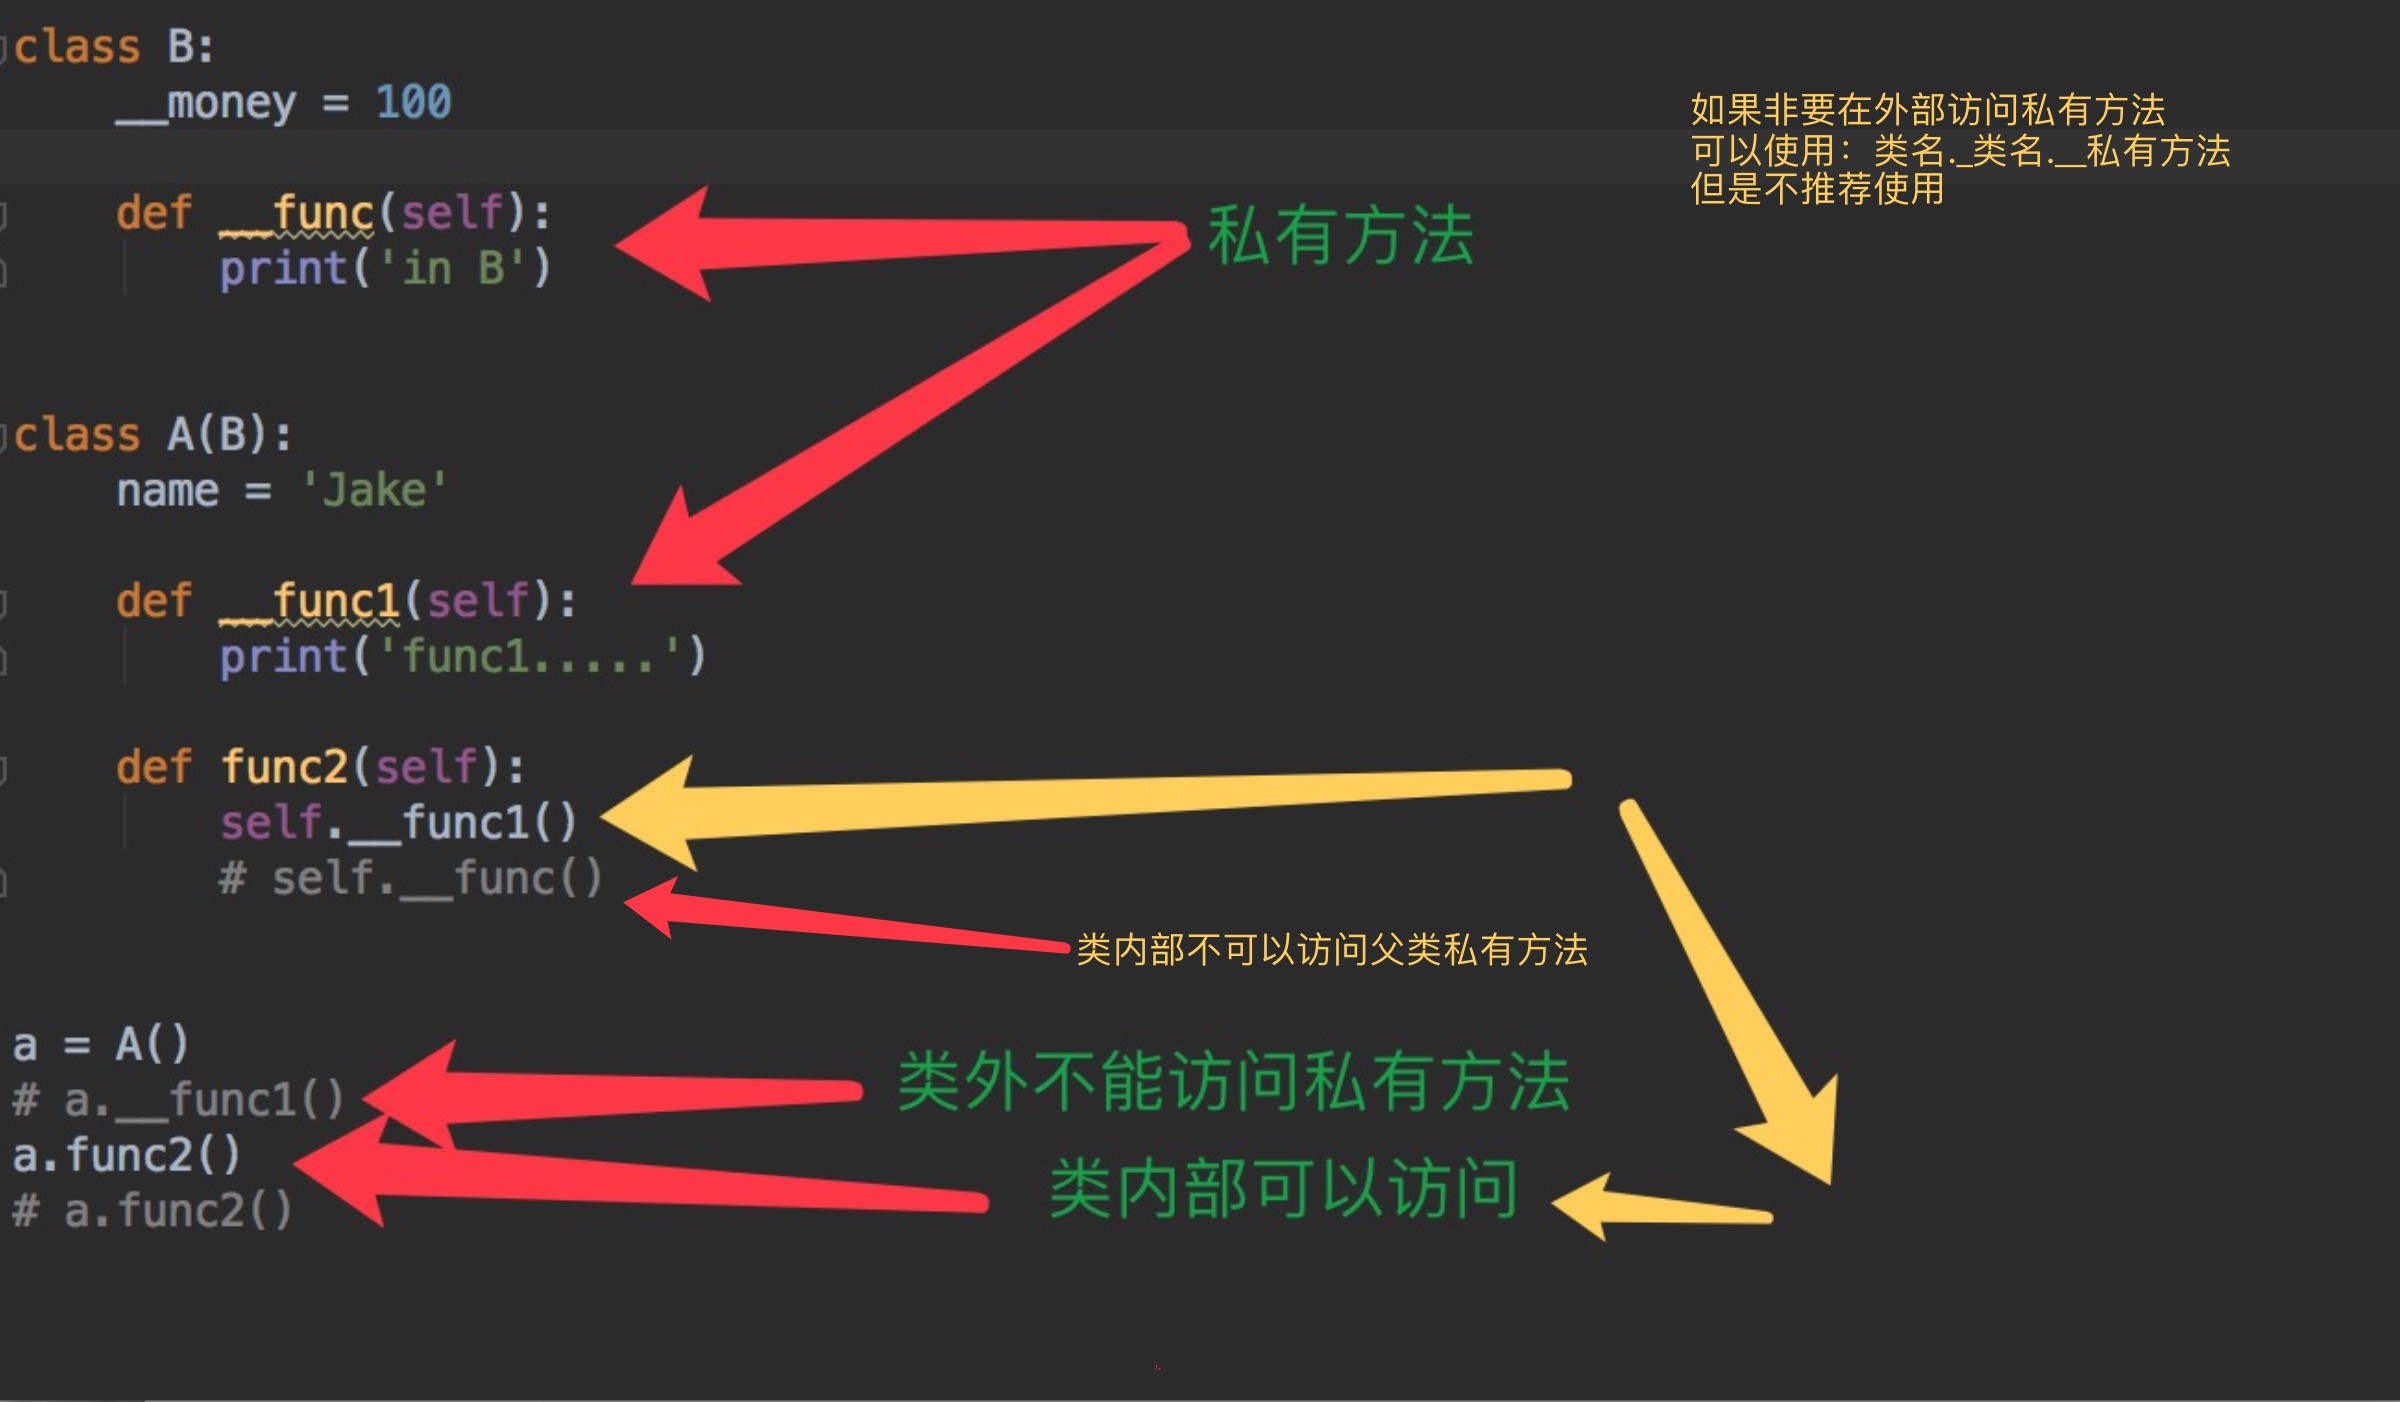 class B:
    __money = 100
如果非要在外部访问私有方法
可以使用：类名._类名.__私有方法
但是不推荐使用
    def __func(self):
        print('in B')
私有方法
class A(B):
    name = 'Jake'
    def __func1(self):
        print('func1.....')
    def func2(self):
        self.__func1()
        # self.__func()
类内部不可以访问父类私有方法
a = A()
# a.__func1()
类外不能访问私有方法
a.func2()
类内部可以访问
# a.func2()